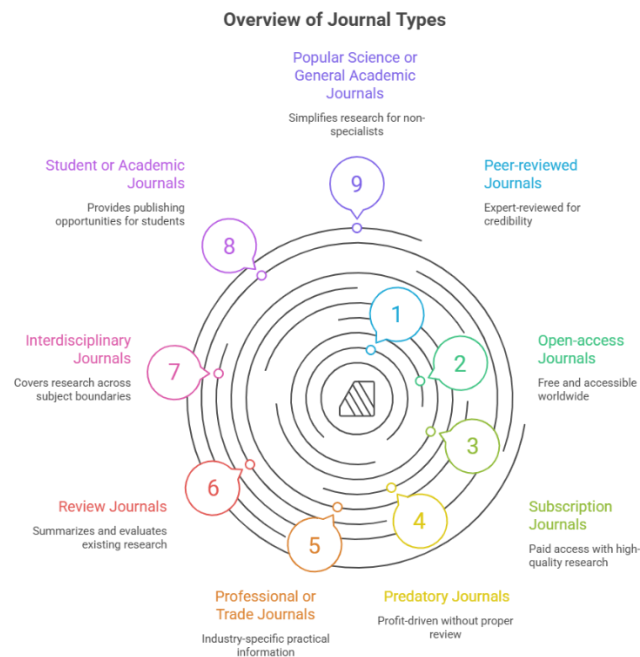 Overview of Journal Types
Popular Science or
General Academic
Journals
Simplifies research for non-
specialists
Student or Academic
Journals
Provides publishing
opportunities for students
Peer-reviewed
Journals
Expert-reviewed for
credibility
9
8
1
Interdisciplinary
Journals
Covers research across
subject boundaries
7
2
Open-access
Journals
Free and accessible
worldwide
3
6
4
5
Review Journals
Summarizes and evaluates
existing research
Subscription
Journals
Paid access with high-
quality research
Professional or
Trade Journals
Industry-specific practical
information
Predatory Journals
Profit-driven without proper
review